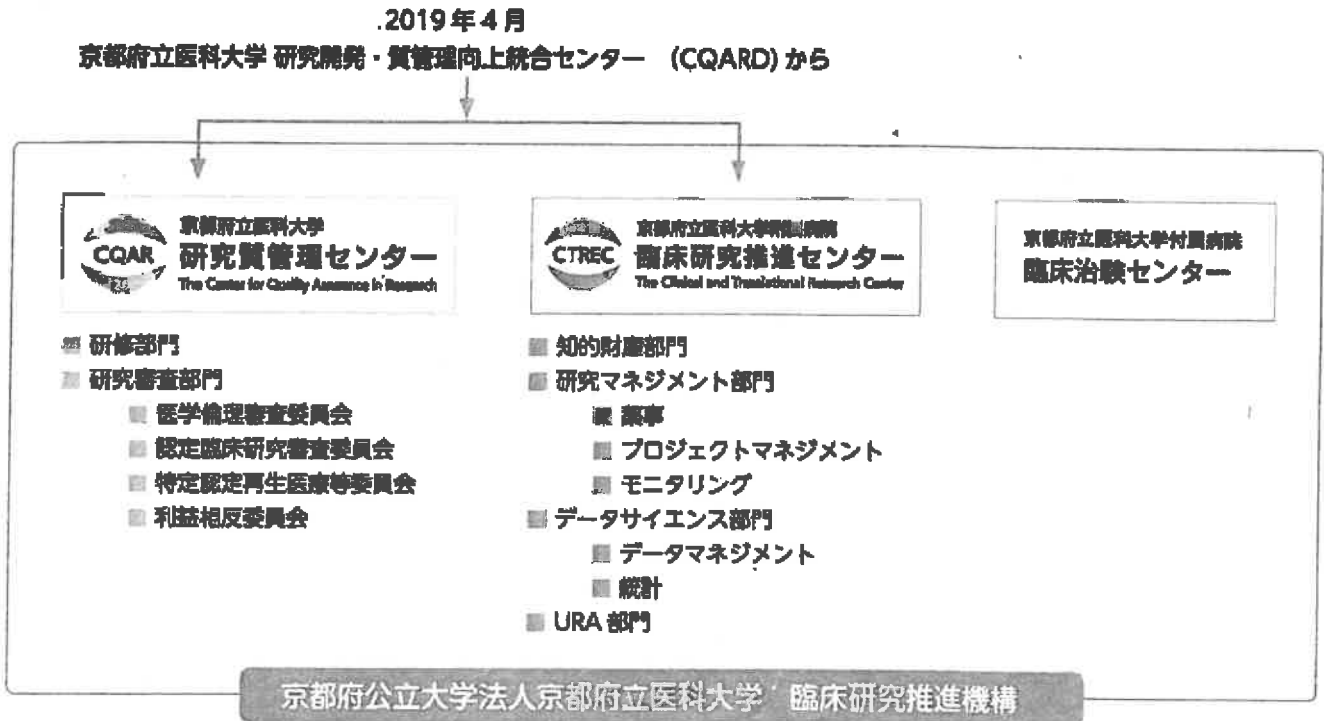 .2019年4月
京都府立医科大学 研究開発・質管理向上統合センター (CQARD)から
CQAR
京都府立医科大学
研究質管理センター
The Center for Quality Assurance in Research
CTREC
京都府立医科大学附属病院
臨床研究推進センター
The Clinical and Translational Research Center
京都府立医科大学付属病院
臨床治験センター
研修部門
研究審査部門
医学倫理審査委員会
認定臨床研究審査委員会
特定認定再生医療等委員会
利益相反委員会
知的財産部門
研究マネジメント部門
薬事
プロジェクトマネジメント
モニタリング
データサイエンス部門
データマネジメント
統計
URA部門
京都府公立大学法人京都府立医科大学 臨床研究推進機構